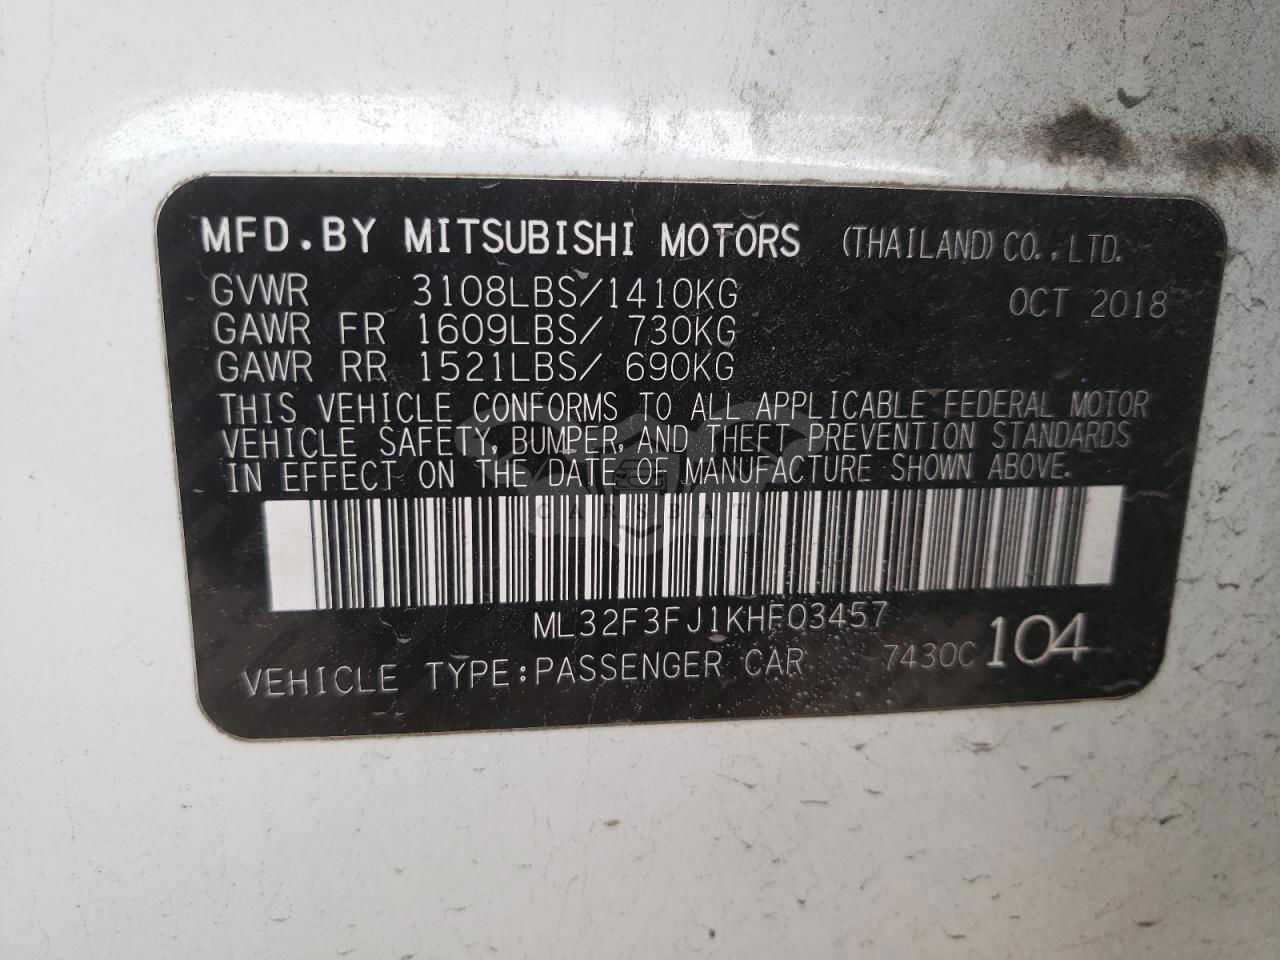 MFD.BY MITSUBISHI MOTORS (THAILAND) CO.,LTD.
GVWR 3108LBS/1410KG OCT 2018
GAWR FR 1609LBS/ 730KG
GAWR RR 1521LBS/ 690KG
THIS VEHICLE CONFORMS TO ALL APPLICABLE FEDERAL MOTOR
VEHICLE SAFETY, BUMPER, AND THEFT PREVENTION STANDARDS
IN EFFECT ON THE DATE OF MANUFACTURE SHOWN ABOVE.
CARSBAT
ML32F3FJ1KHF03457
VEHICLE TYPE:PASSENGER CAR 7430C 104